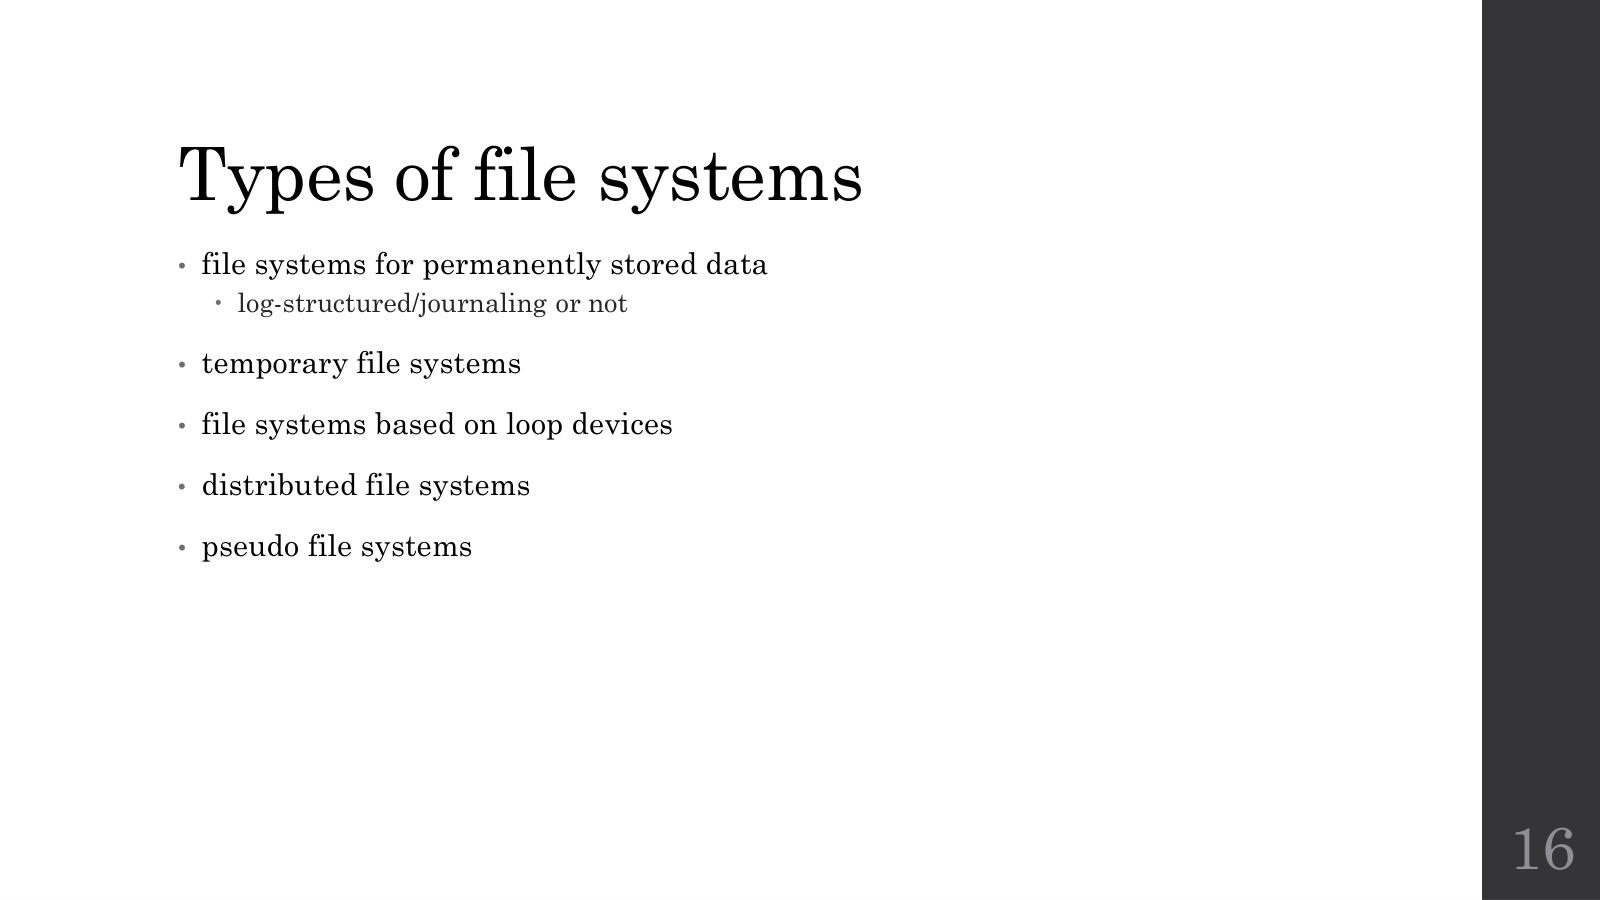 Types of file systems
• file systems for permanently stored data
• log-structured/journaling or not
• temporary file systems
• file systems based on loop devices
• distributed file systems
• pseudo file systems
16